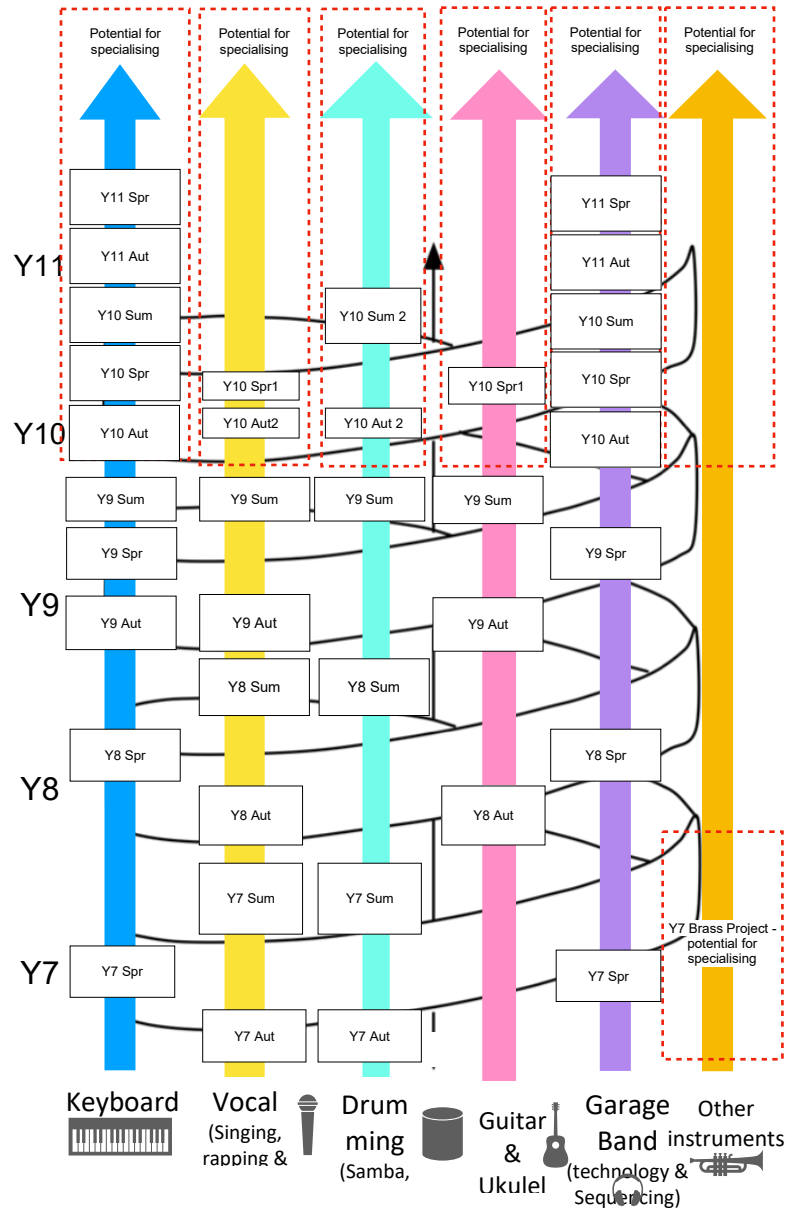 Potential for
specialising
Potential for
specialising
Potential for
specialising
Potential for
specialising
Potential for
specialising
Potential for
specialising
Y11 Spr
Y11 Spr
Y11
Y11 Aut
Y11 Aut
Y10 Sum
Y10 Sum 2
Y10 Sum
Y10 Spr
Y10 Spr1
Y10 Spr1
Y10 Spr
Y10
Y10 Aut
Y10 Aut2
Y10 Aut 2
Y10 Aut
Y9 Sum
Y9 Sum
Y9 Sum
Y9 Sum
Y9 Spr
Y9 Spr
Y9
Y9 Aut
Y9 Aut
Y9 Aut
Y8 Sum
Y8 Sum
Y8 Spr
Y8 Spr
Y8
Y8 Aut
Y8 Aut
Y7 Sum
Y7 Sum
Y7 Brass Project -
potential for
specialising
Y7
Y7 Spr
Y7 Spr
Y7 Aut
Y7 Aut
Keyboard
Vocal
(Singing,
rapping &
Drum
ming
(Samba,
Guitar
&
Ukulel
Garage
Band
(technology &
Sequencing)
Other
instruments